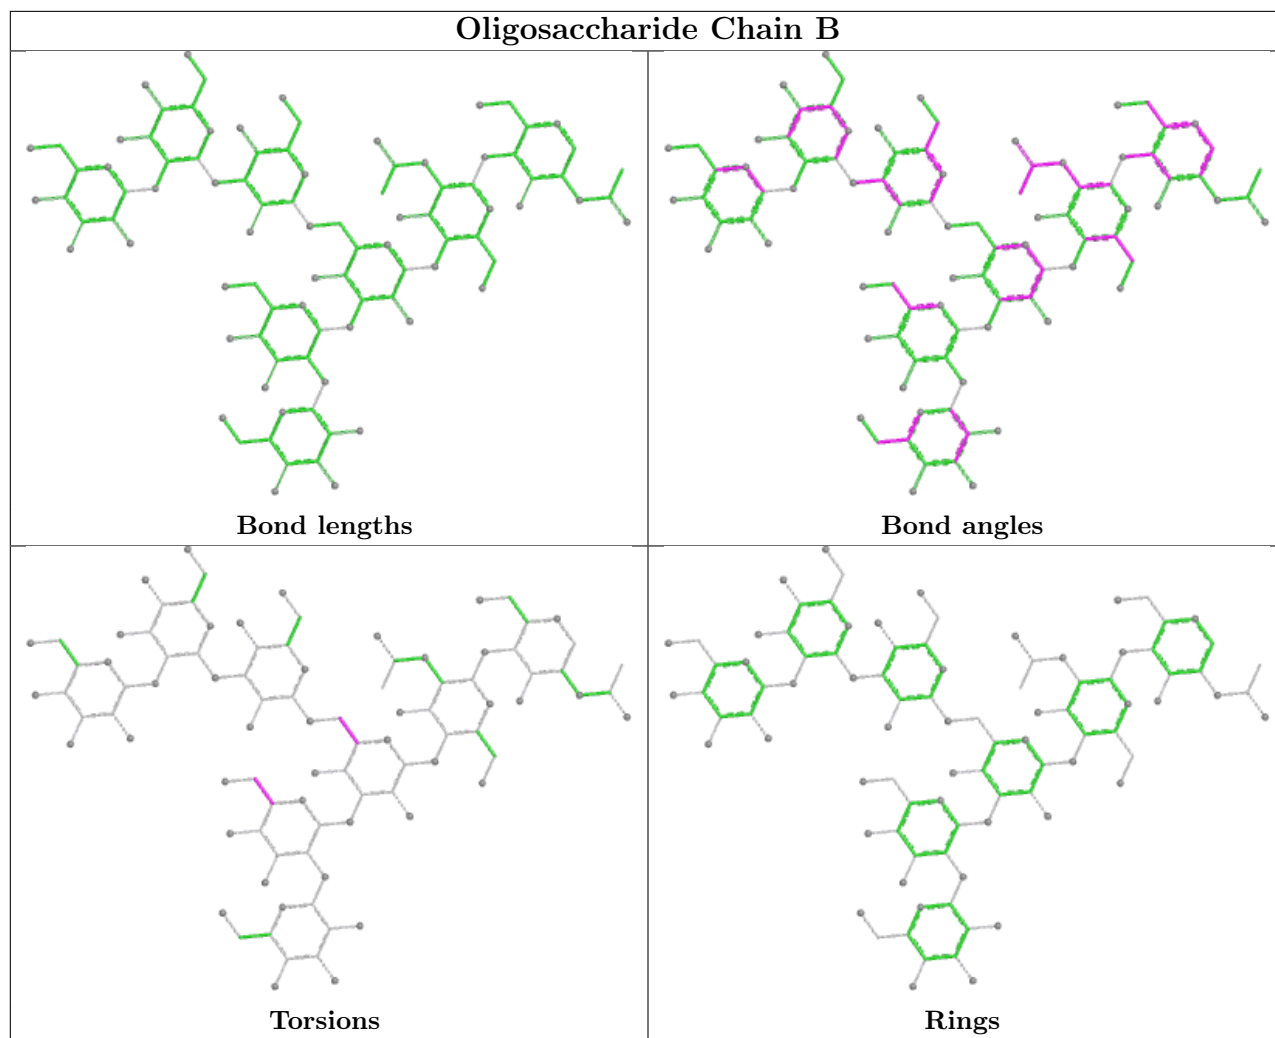 Oligosaccharide Chain B
Bond lengths
Bond angles
Torsions
Rings